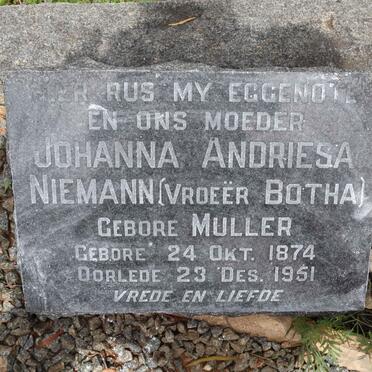 HIER RUS MY EGGENOTE
EN ONS MOEDER
JOHANNA ANDRIESA
NIEMANN (VROEËR BOTHA)
GEBORE MULLER
GEBORE 24 OKT. 1874
OORLEDE 23 DES. 1951
VREDE EN LIEFDE